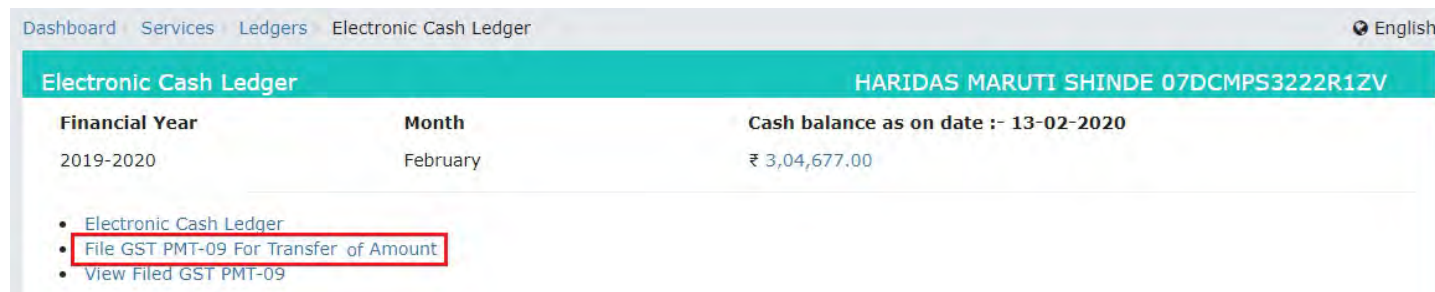 Dashboard Services Ledgers Electronic Cash Ledger English
Electronic Cash Ledger HARIDAS MARUTI SHINDE 07DCMPS3222R1ZV
Financial Year Month Cash balance as on date :- 13-02-2020
2019-2020 February ₹ 3,04,677.00
• Electronic Cash Ledger
• File GST PMT-09 For Transfer of Amount
• View Filed GST PMT-09